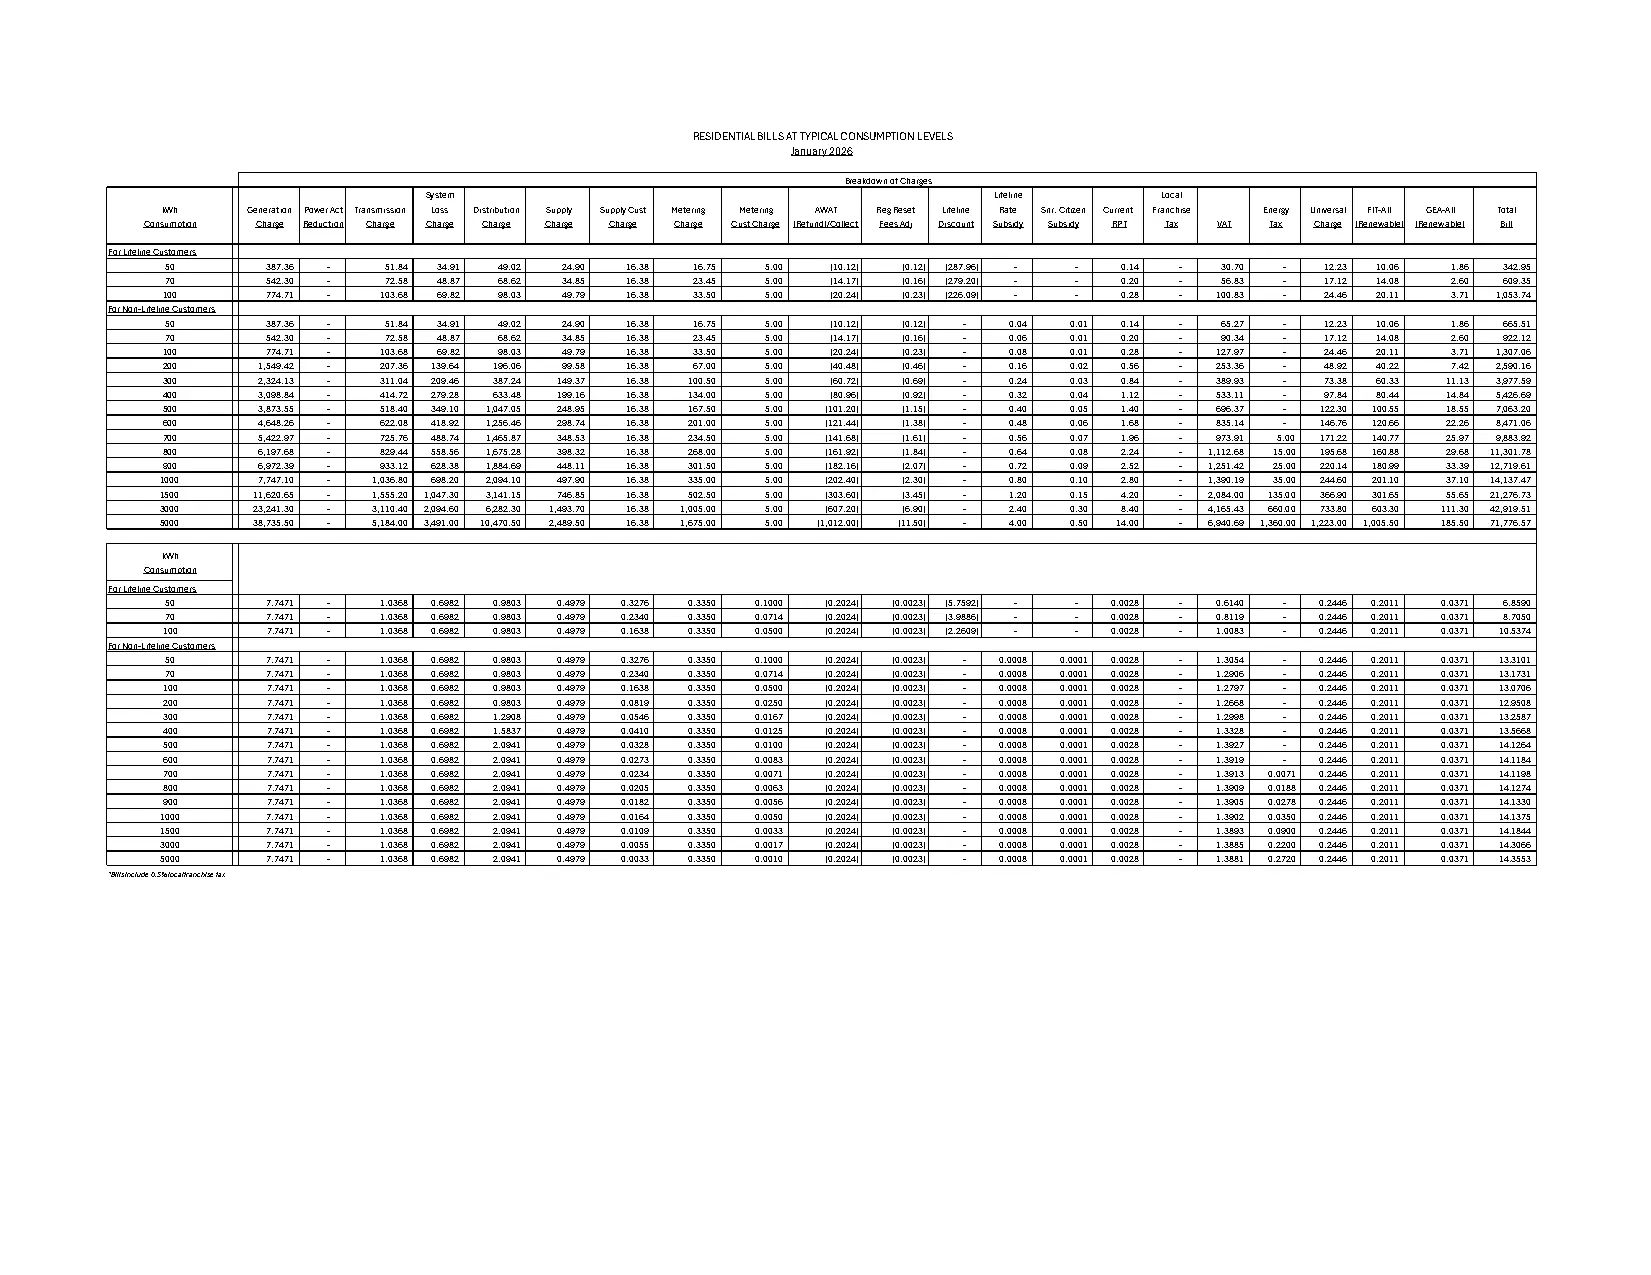 RESIDENTIAL BILLS AT TYPICAL CONSUMPTION LEVELS
January 2026
Breakdown of Charges
System Lifeline Local
kWh Generation Power Act Transmission Loss Distribution Supply Supply Cust Metering Metering AWAT Reg Reset Lifeline Rate Snr. Citizen Current Franchise Energy Universal FIT-All GEA-All Total
Consumption Charge Reduction Charge Charge Charge Charge Charge Charge Cust Charge (Refund)/Collect Fees Adj Discount Subsidy Subsidy RPT Tax VAT Tax Charge (Renewable) (Renewable) Bill
For Lifeline Customers
50 387.36 - 51.84 34.91 49.02 24.90 16.38 16.75 5.00 (10.12) (0.12) (287.96) - - 0.14 - 30.70 - 12.23 10.06 1.86 342.95
70 542.30 - 72.58 48.87 68.62 34.85 16.38 23.45 5.00 (14.17) (0.16) (279.20) - - 0.20 - 56.83 - 17.12 14.08 2.60 609.35
100 774.71 - 103.68 69.82 98.03 49.79 16.38 33.50 5.00 (20.24) (0.23) (226.09) - - 0.28 - 100.83 - 24.46 20.11 3.71 1,053.74
For Non-Lifeline Customers
50 387.36 - 51.84 34.91 49.02 24.90 16.38 16.75 5.00 (10.12) (0.12) - 0.04 0.01 0.14 - 65.27 - 12.23 10.06 1.86 665.51
70 542.30 - 72.58 48.87 68.62 34.85 16.38 23.45 5.00 (14.17) (0.16) - 0.06 0.01 0.20 - 90.34 - 17.12 14.08 2.60 922.12
100 774.71 - 103.68 69.82 98.03 49.79 16.38 33.50 5.00 (20.24) (0.23) - 0.08 0.01 0.28 - 127.97 - 24.46 20.11 3.71 1,307.06
200 1,549.42 - 207.36 139.64 196.06 99.58 16.38 67.00 5.00 (40.48) (0.46) - 0.16 0.02 0.56 - 253.36 - 48.92 40.22 7.42 2,590.16
300 2,324.13 - 311.04 209.46 387.24 149.37 16.38 100.50 5.00 (60.72) (0.69) - 0.24 0.03 0.84 - 389.93 - 73.38 60.33 11.13 3,977.59
400 3,098.84 - 414.72 279.28 633.48 199.16 16.38 134.00 5.00 (80.96) (0.92) - 0.32 0.04 1.12 - 533.11 - 97.84 80.44 14.84 5,426.69
500 3,873.55 - 518.40 349.10 1,047.05 248.95 16.38 167.50 5.00 (101.20) (1.15) - 0.40 0.05 1.40 - 696.37 - 122.30 100.55 18.55 7,063.20
600 4,648.26 - 622.08 418.92 1,256.46 298.74 16.38 201.00 5.00 (121.44) (1.38) - 0.48 0.06 1.68 - 835.14 - 146.76 120.66 22.26 8,471.06
700 5,422.97 - 725.76 488.74 1,465.87 348.53 16.38 234.50 5.00 (141.68) (1.61) - 0.56 0.07 1.96 - 973.91 5.00 171.22 140.77 25.97 9,883.92
800 6,197.68 - 829.44 558.56 1,675.28 398.32 16.38 268.00 5.00 (161.92) (1.84) - 0.64 0.08 2.24 - 1,112.68 15.00 195.68 160.88 29.68 11,301.78
900 6,972.39 - 933.12 628.38 1,884.69 448.11 16.38 301.50 5.00 (182.16) (2.07) - 0.72 0.09 2.52 - 1,251.42 25.00 220.14 180.99 33.39 12,719.61
1000 7,747.10 - 1,036.80 698.20 2,094.10 497.90 16.38 335.00 5.00 (202.40) (2.30) - 0.80 0.10 2.80 - 1,390.19 35.00 244.60 201.10 37.10 14,137.47
1500 11,620.65 - 1,555.20 1,047.30 3,141.15 746.85 16.38 502.50 5.00 (303.60) (3.45) - 1.20 0.15 4.20 - 2,084.00 135.00 366.90 301.65 55.65 21,276.73
3000 23,241.30 - 3,110.40 2,094.60 6,282.30 1,493.70 16.38 1,005.00 5.00 (607.20) (6.90) - 2.40 0.30 8.40 - 4,165.43 660.00 733.80 603.30 111.30 42,919.51
5000 38,735.50 - 5,184.00 3,491.00 10,470.50 2,489.50 16.38 1,675.00 5.00 (1,012.00) (11.50) - 4.00 0.50 14.00 - 6,940.69 1,360.00 1,223.00 1,005.50 185.50 71,776.57
kWh
Consumption
For Lifeline Customers
50 7.7471 - 1.0368 0.6982 0.9803 0.4979 0.3276 0.3350 0.1000 (0.2024) (0.0023) (5.7592) - - 0.0028 - 0.6140 - 0.2446 0.2011 0.0371 6.8590
70 7.7471 - 1.0368 0.6982 0.9803 0.4979 0.2340 0.3350 0.0714 (0.2024) (0.0023) (3.9886) - - 0.0028 - 0.8119 - 0.2446 0.2011 0.0371 8.7050
100 7.7471 - 1.0368 0.6982 0.9803 0.4979 0.1638 0.3350 0.0500 (0.2024) (0.0023) (2.2609) - - 0.0028 - 1.0083 - 0.2446 0.2011 0.0371 10.5374
For Non-Lifeline Customers
50 7.7471 - 1.0368 0.6982 0.9803 0.4979 0.3276 0.3350 0.1000 (0.2024) (0.0023) - 0.0008 0.0001 0.0028 - 1.3054 - 0.2446 0.2011 0.0371 13.3101
70 7.7471 - 1.0368 0.6982 0.9803 0.4979 0.2340 0.3350 0.0714 (0.2024) (0.0023) - 0.0008 0.0001 0.0028 - 1.2906 - 0.2446 0.2011 0.0371 13.1731
100 7.7471 - 1.0368 0.6982 0.9803 0.4979 0.1638 0.3350 0.0500 (0.2024) (0.0023) - 0.0008 0.0001 0.0028 - 1.2797 - 0.2446 0.2011 0.0371 13.0706
200 7.7471 - 1.0368 0.6982 0.9803 0.4979 0.0819 0.3350 0.0250 (0.2024) (0.0023) - 0.0008 0.0001 0.0028 - 1.2668 - 0.2446 0.2011 0.0371 12.9508
300 7.7471 - 1.0368 0.6982 1.2908 0.4979 0.0546 0.3350 0.0167 (0.2024) (0.0023) - 0.0008 0.0001 0.0028 - 1.2998 - 0.2446 0.2011 0.0371 13.2587
400 7.7471 - 1.0368 0.6982 1.5837 0.4979 0.0410 0.3350 0.0125 (0.2024) (0.0023) - 0.0008 0.0001 0.0028 - 1.3328 - 0.2446 0.2011 0.0371 13.5668
500 7.7471 - 1.0368 0.6982 2.0941 0.4979 0.0328 0.3350 0.0100 (0.2024) (0.0023) - 0.0008 0.0001 0.0028 - 1.3927 - 0.2446 0.2011 0.0371 14.1264
600 7.7471 - 1.0368 0.6982 2.0941 0.4979 0.0273 0.3350 0.0083 (0.2024) (0.0023) - 0.0008 0.0001 0.0028 - 1.3919 - 0.2446 0.2011 0.0371 14.1184
700 7.7471 - 1.0368 0.6982 2.0941 0.4979 0.0234 0.3350 0.0071 (0.2024) (0.0023) - 0.0008 0.0001 0.0028 - 1.3913 0.0071 0.2446 0.2011 0.0371 14.1198
800 7.7471 - 1.0368 0.6982 2.0941 0.4979 0.0205 0.3350 0.0063 (0.2024) (0.0023) - 0.0008 0.0001 0.0028 - 1.3909 0.0188 0.2446 0.2011 0.0371 14.1274
900 7.7471 - 1.0368 0.6982 2.0941 0.4979 0.0182 0.3350 0.0056 (0.2024) (0.0023) - 0.0008 0.0001 0.0028 - 1.3905 0.0278 0.2446 0.2011 0.0371 14.1330
1000 7.7471 - 1.0368 0.6982 2.0941 0.4979 0.0164 0.3350 0.0050 (0.2024) (0.0023) - 0.0008 0.0001 0.0028 - 1.3902 0.0350 0.2446 0.2011 0.0371 14.1375
1500 7.7471 - 1.0368 0.6982 2.0941 0.4979 0.0109 0.3350 0.0033 (0.2024) (0.0023) - 0.0008 0.0001 0.0028 - 1.3893 0.0900 0.2446 0.2011 0.0371 14.1844
3000 7.7471 - 1.0368 0.6982 2.0941 0.4979 0.0055 0.3350 0.0017 (0.2024) (0.0023) - 0.0008 0.0001 0.0028 - 1.3885 0.2200 0.2446 0.2011 0.0371 14.3066
5000 7.7471 - 1.0368 0.6982 2.0941 0.4979 0.0033 0.3350 0.0010 (0.2024) (0.0023) - 0.0008 0.0001 0.0028 - 1.3881 0.2720 0.2446 0.2011 0.0371 14.3553
*Bills include 0.5% local franchise tax